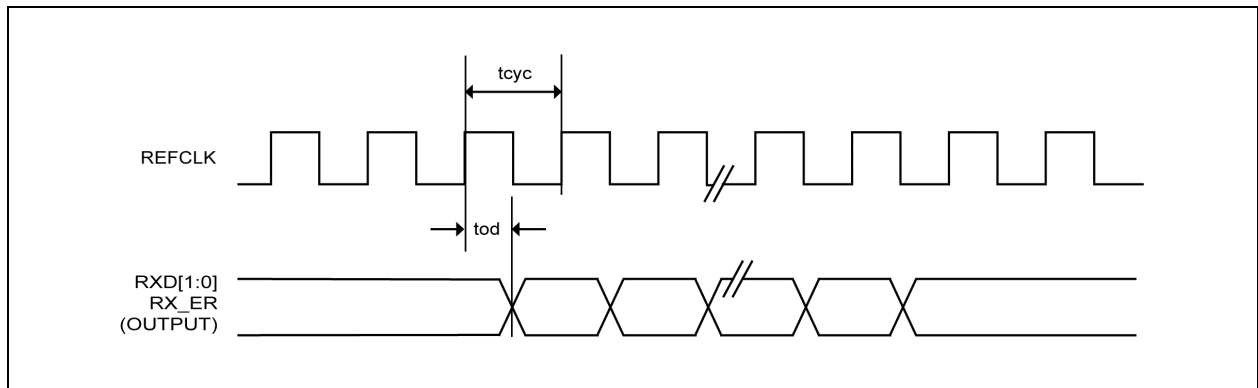 tcyc
REFCLK
tod
RXD[1:0]
RX_ER
(OUTPUT)